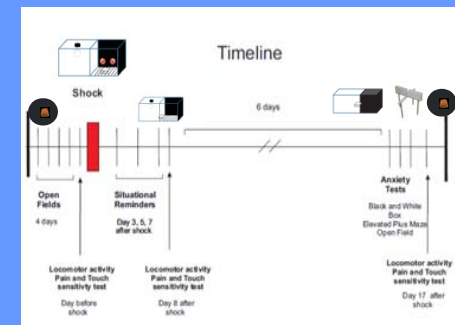 Timeline
Shock
6 days
Open
Fields
4 days
Situational
Reminders
Day 3, 5, 7
after shock
Anxiety
Tests
Black and White
Box
Elevated Plus Maze
Open Field
Locomotor activity
Pain and Touch
sensitivity test
Day before
shock
Locomotor activity
Pain and Touch
sensitivity test
Day 8 after
shock
Locomotor activity
Pain and Touch
sensitivity test
Day 17 after
shock